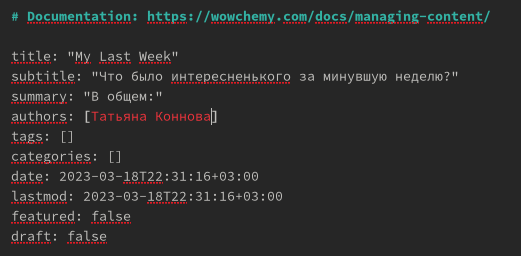 # Documentation: https://wowchemy.com/docs/managing-content/
title: "My Last Week"
subtitle: "Что было интересненького за минувшую неделю?"
summary: "В общем:"
authors: [Татьяна Коннова]
tags: []
categories: []
date: 2023-03-18T22:31:16+03:00
lastmod: 2023-03-18T22:31:16+03:00
featured: false
draft: false